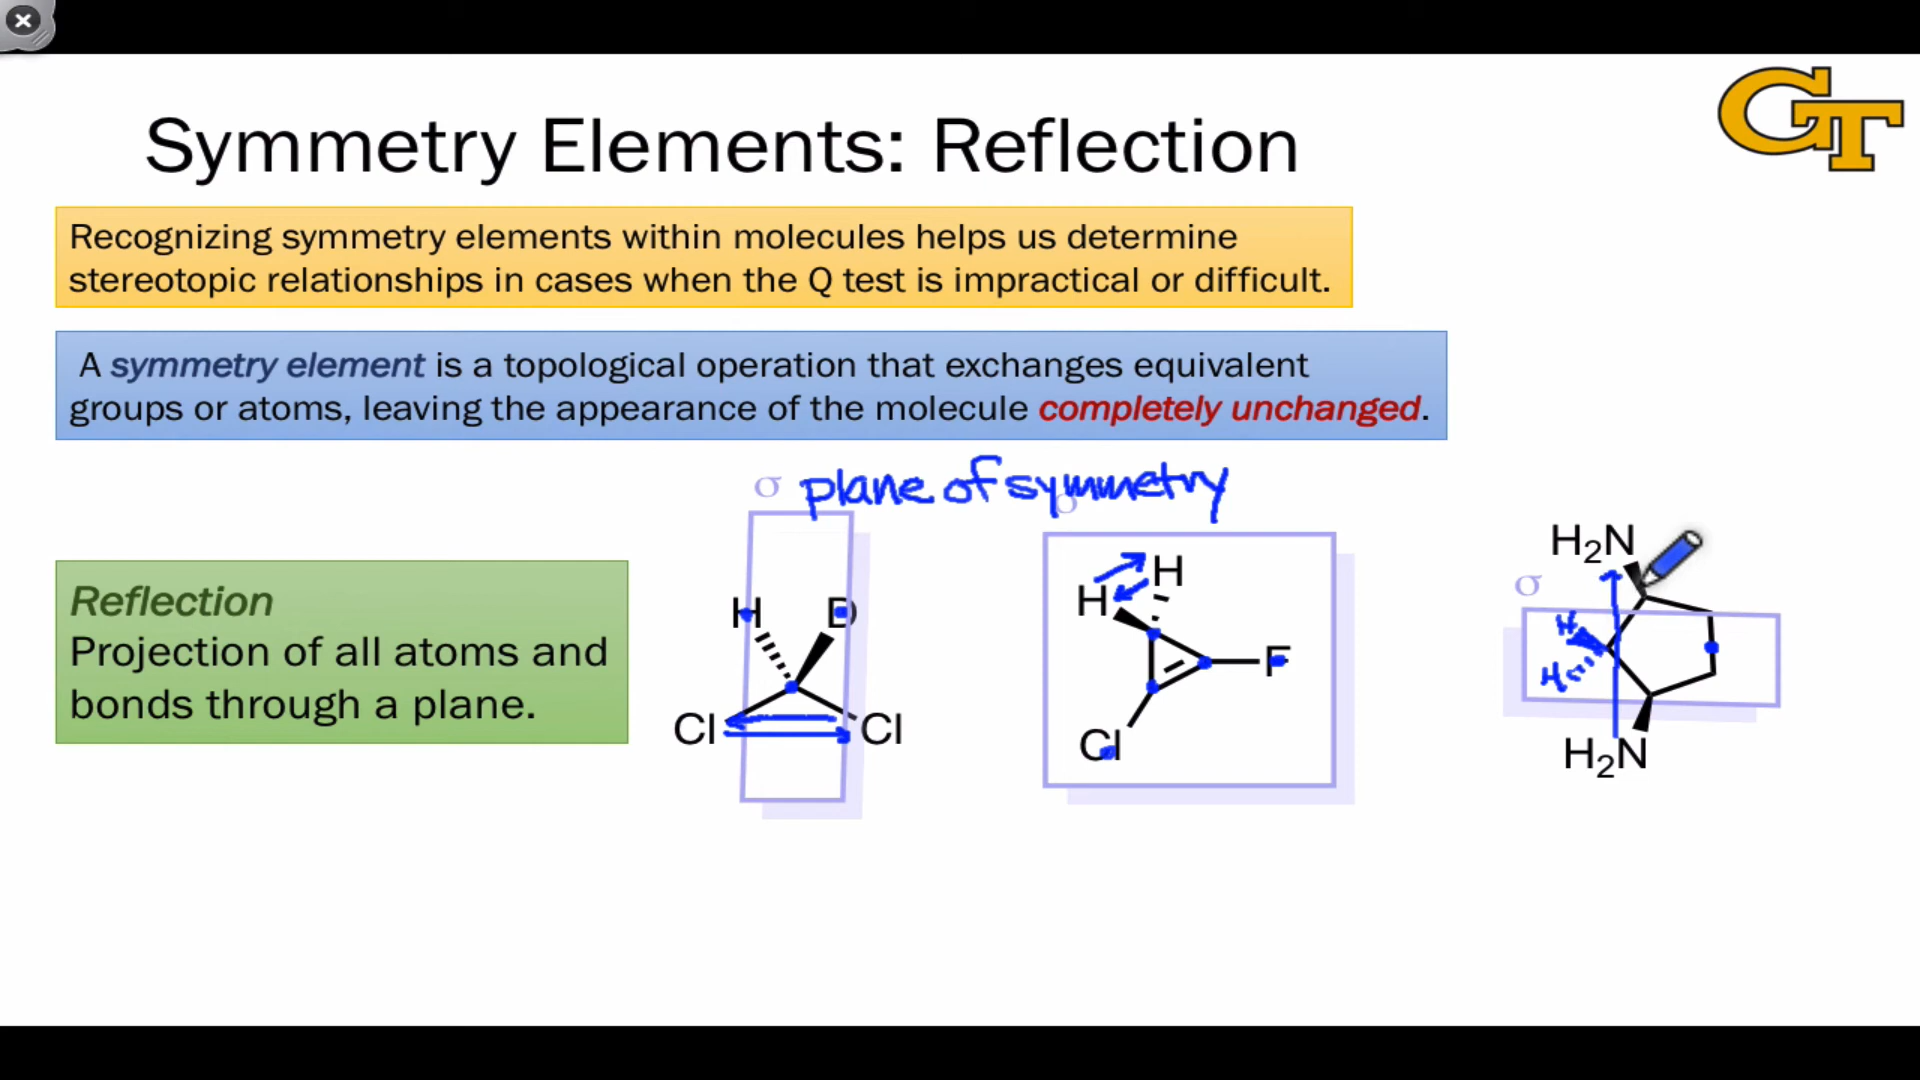 GT
Symmetry Elements: Reflection
Recognizing symmetry elements within molecules helps us determine
stereotopic relationships in cases when the Q test is impractical or difficult.
A symmetry element is a topological operation that exchanges equivalent
groups or atoms, leaving the appearance of the molecule completely unchanged.
σ plane of symmetry
σ
Reflection
Projection of all atoms and
bonds through a plane.
H D
Cl Cl
H
H
F
Cl
H₂N
σ
H
H
H₂N